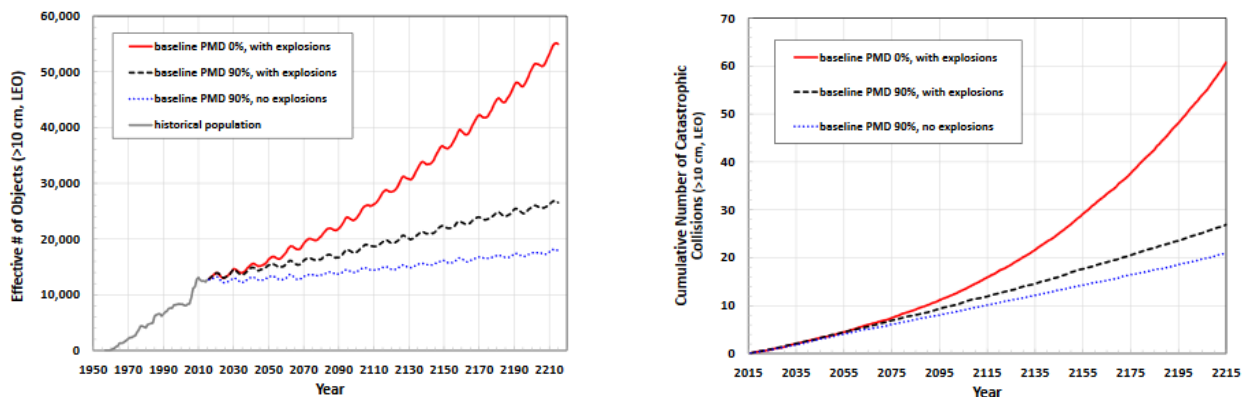 60,000
50,000
40,000
30,000
20,000
10,000
0
Effective # of Objects (>10 cm, LEO)
baseline PMD 0%, with explosions
baseline PMD 90%, with explosions
baseline PMD 90%, no explosions
historical population
1950 1970 1990 2010 2030 2050 2070 2090 2110 2130 2150 2170 2190 2210
Year
70
60
50
40
30
20
10
0
Cumulative Number of Catastrophic
Collisions (>10 cm, LEO)
baseline PMD 0%, with explosions
baseline PMD 90%, with explosions
baseline PMD 90%, no explosions
2015 2035 2055 2075 2095 2115 2135 2155 2175 2195 2215
Year